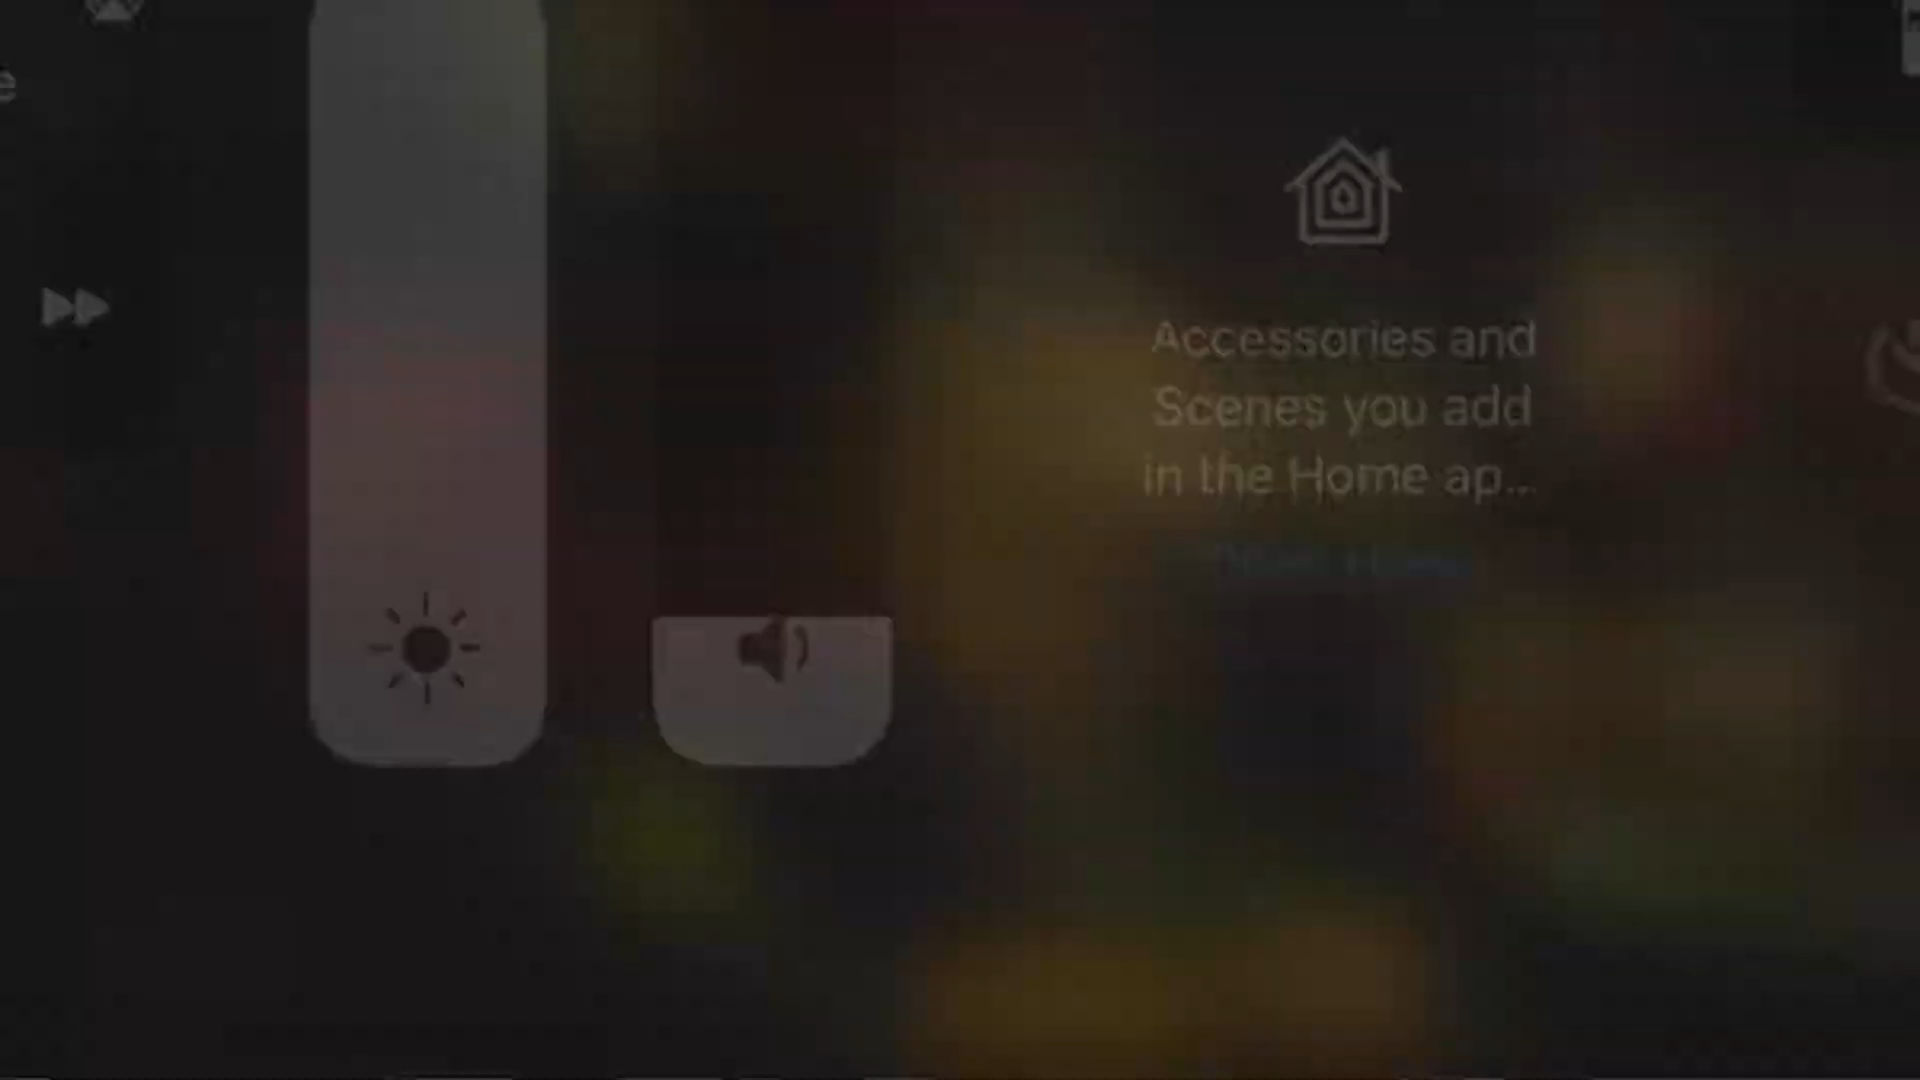 Accessories and
Scenes you add
in the Home ap...